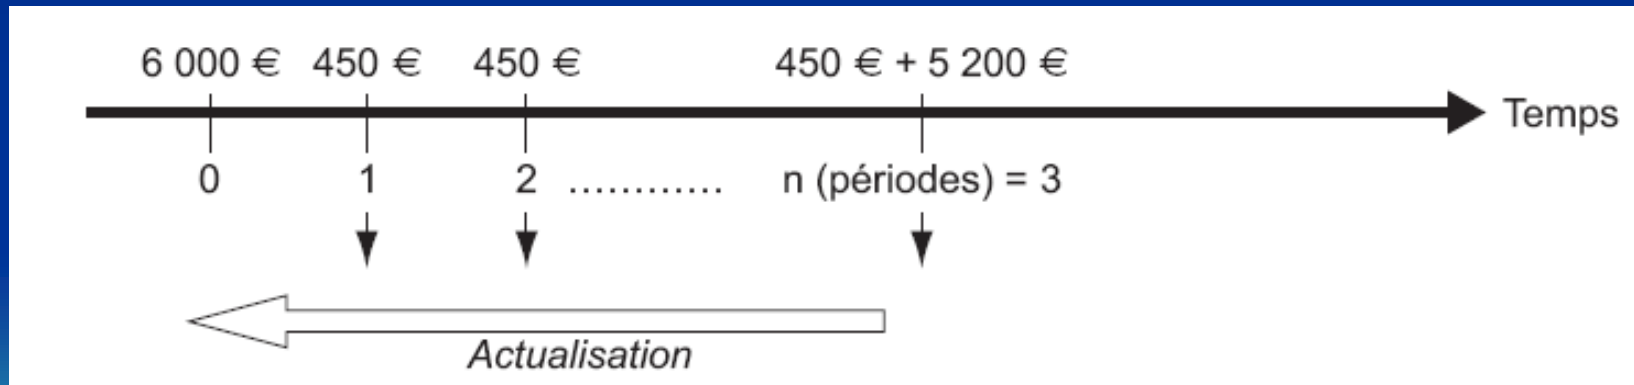 6 000 € 450 € 450 € 450 € + 5 200 €
Temps
0 1 2 ............ n (périodes) = 3
Actualisation